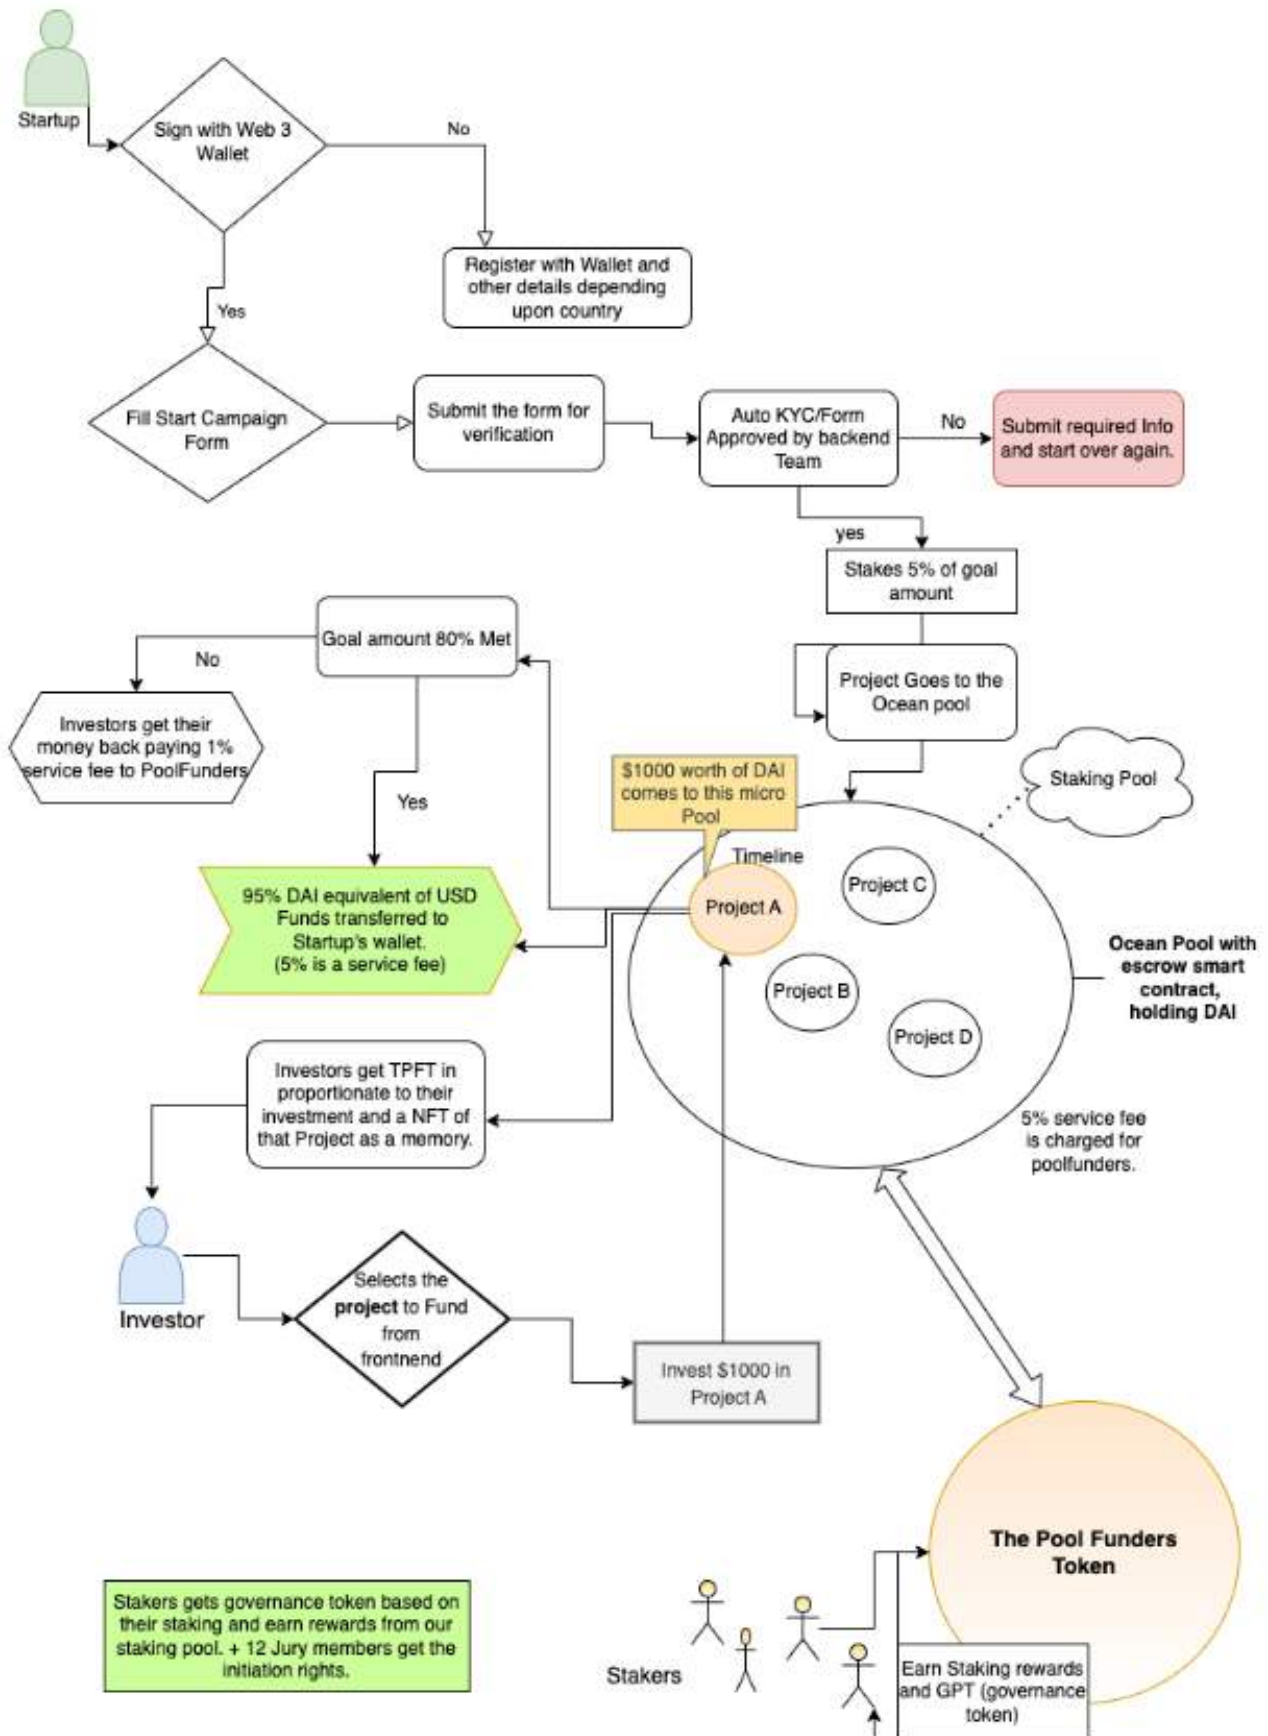 Startup
Sign with Web 3
Wallet
No
Register with Wallet and
other details depending
upon country
Yes
Fill Start Campaign
Form
Submit the form for
verification
Auto KYC/Form
Approved by backend
Team
No
Submit required Info
and start over again.
yes
Stakes 5% of goal
amount
Project Goes to the
Ocean pool
Goal amount 80% Met
No
Investors get their
money back paying 1%
service fee to PoolFunders
Yes
95% DAI equivalent of USD
Funds transferred to
Startup's wallet.
(5% is a service fee)
$1000 worth of DAI
comes to this micro
Pool
Timeline
Staking Pool
Project A
Project C
Project B
Project D
Ocean Pool with
escrow smart
contract,
holding DAI
5% service fee
is charged for
poolfunders.
Investors get TPFT in
proportionate to their
investment and a NFT of
that Project as a memory.
Investor
Selects the
project to Fund
from
frontnend
Invest $1000 in
Project A
The Pool Funders
Token
Stakers gets governance token based on
their staking and earn rewards from our
staking pool. + 12 Jury members get the
initiation rights.
Stakers
Earn Staking rewards
and GPT (governance
token)